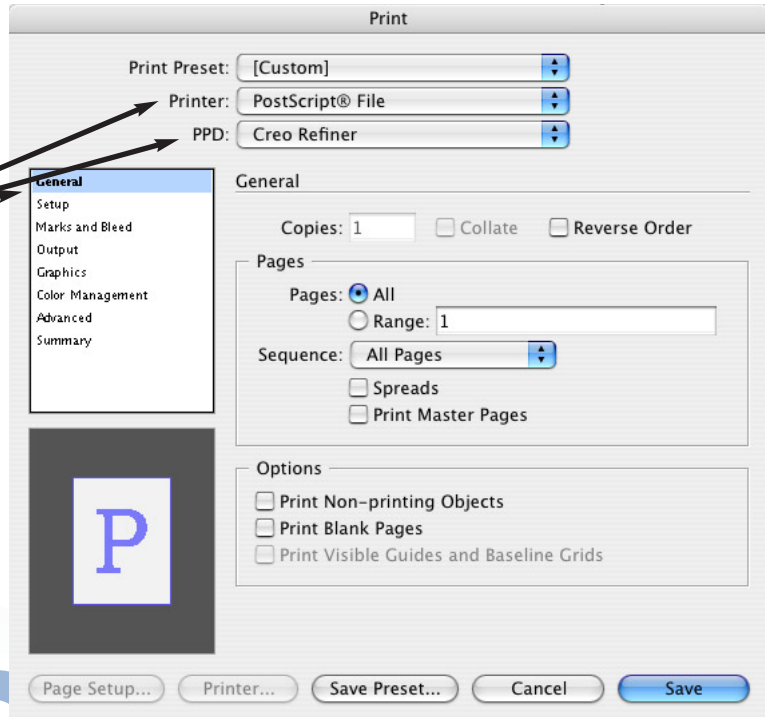 Print
Print Preset: [Custom]
Printer: PostScript® File
PPD: Creo Refiner
General
Setup
Marks and Bleed
Output
Graphics
Color Management
Advanced
Summary
General
Copies: 1 Collate Reverse Order
Pages
Pages: All
Range: 1
Sequence: All Pages
Spreads
Print Master Pages
Options
Print Non-printing Objects
Print Blank Pages
Print Visible Guides and Baseline Grids
P
Page Setup... Printer... Save Preset... Cancel Save